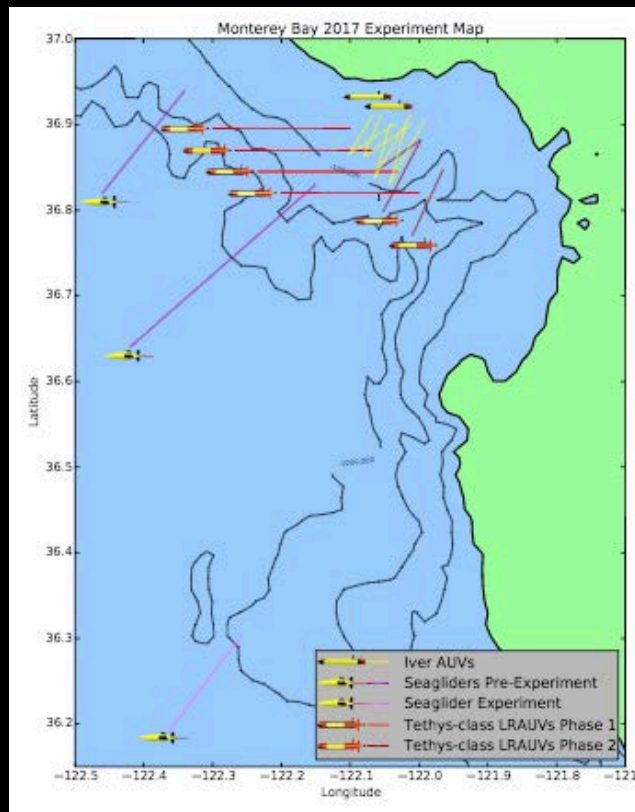 Monterey Bay 2017 Experiment Map
37.0
36.9
36.8
36.7
36.6
36.5
36.4
36.3
36.2
Latitude
Iver AUVs
Seagliders Pre-Experiment
Seaglider Experiment
Tethys-class LRAUVs Phase 1
Tethys-class LRAUVs Phase 2
−122.5 −122.4 −122.3 −122.2 −122.1 −122.0 −121.9 −121.8 −121
Longitude